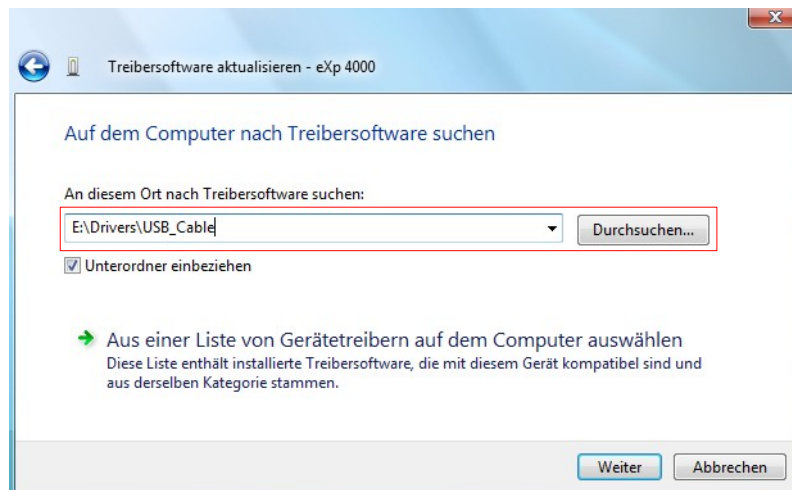 Treibersoftware aktualisieren - eXp 4000
Auf dem Computer nach Treibersoftware suchen
An diesem Ort nach Treibersoftware suchen:
E:\Drivers\USB_Cable
Durchsuchen...
Unterordner einbeziehen
Aus einer Liste von Gerätetreibern auf dem Computer auswählen
Diese Liste enthält installierte Treibersoftware, die mit diesem Gerät kompatibel sind und
aus derselben Kategorie stammen.
Weiter
Abbrechen